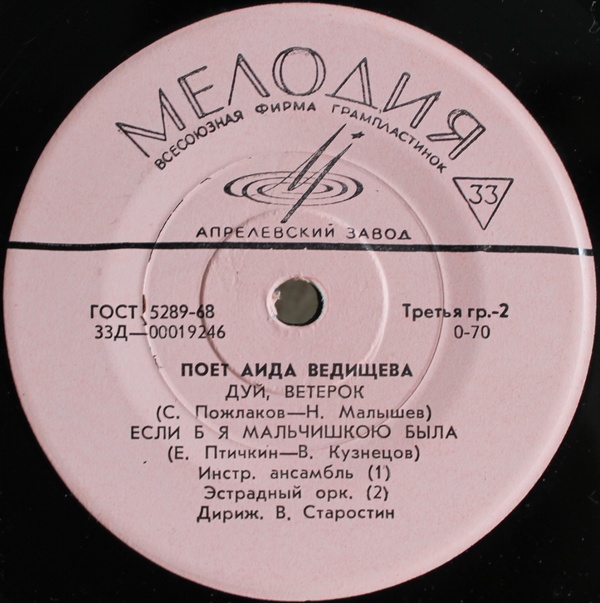 МЕЛОДИЯ
ВСЕСОЮЗНАЯ ФИРМА ГРАМПЛАСТИНОК
33
АПРЕЛЕВСКИЙ ЗАВОД
ГОСТ 5289-68 Третья гр.-2
33Д—00019246 0-70
ПОЕТ АИДА ВЕДИЩЕВА
ДУЙ, ВЕТЕРОК
(С. Пожлаков—Н. Малышев)
ЕСЛИ Б Я МАЛЬЧИШКОЮ БЫЛА
(Е. Птичкин—В. Кузнецов)
Инстр. ансамбль (1)
Эстрадный орк. (2)
Дириж. В. Старостин